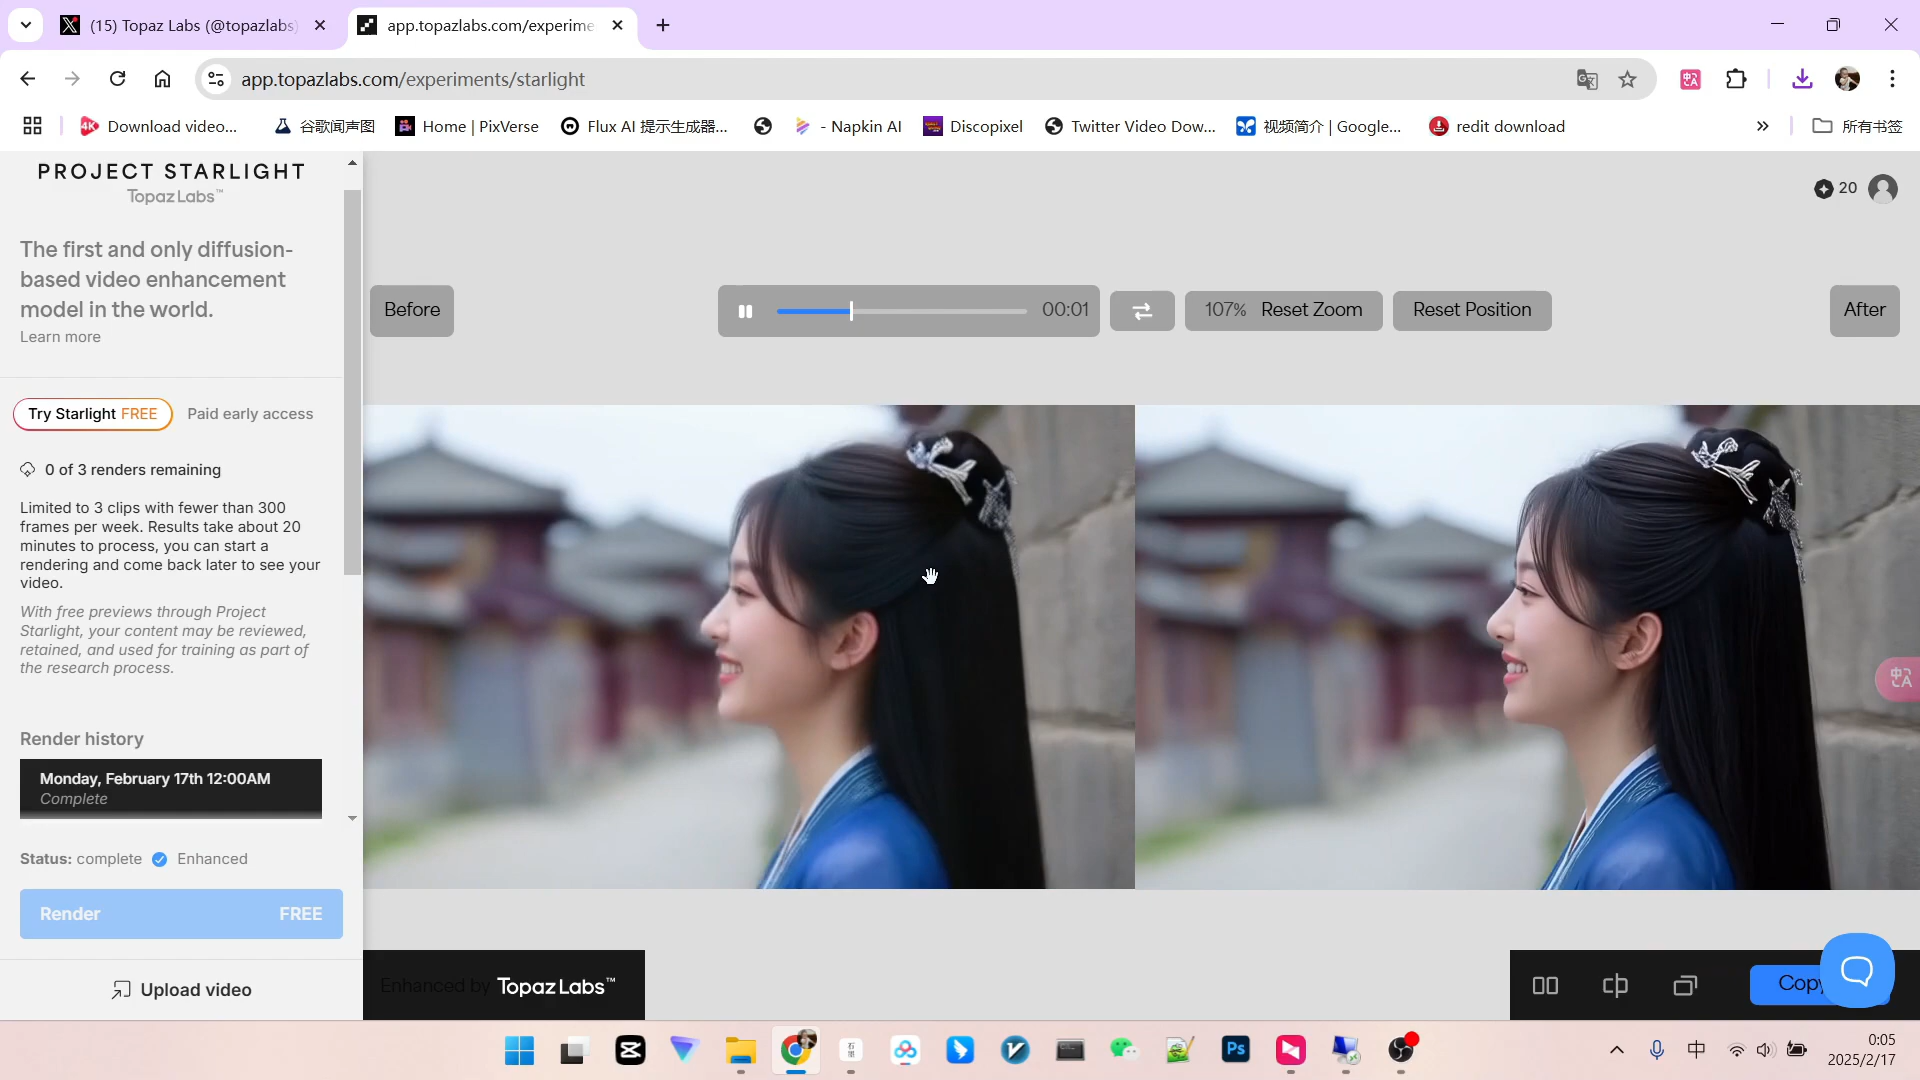 (15) Topaz Labs (@topazlabs)
app.topazlabs.com/experime
app.topazlabs.com/experiments/starlight
Download video...
谷歌闻声图
Home | PixVerse
Flux AI 提示生成器...
- Napkin AI
Discopixel
Twitter Video Dow...
视频简介 | Google...
redit download
所有书签
PROJECT STARLIGHT
Topaz Labs™
20
The first and only diffusion-
based video enhancement
model in the world.
Learn more
Before
00:01
107% Reset Zoom
Reset Position
After
Try Starlight FREE
Paid early access
0 of 3 renders remaining
Limited to 3 clips with fewer than 300
frames per week. Results take about 20
minutes to process, you can start a
rendering and come back later to see your
video.
With free previews through Project
Starlight, your content may be reviewed,
retained, and used for training as part of
the research process.
Render history
Monday, February 17th 12:00AM
Complete
Status: complete Enhanced
Render FREE
Upload video
Enhanced by Topaz Labs™
Copy
Ps
中
0:05
2025/2/17